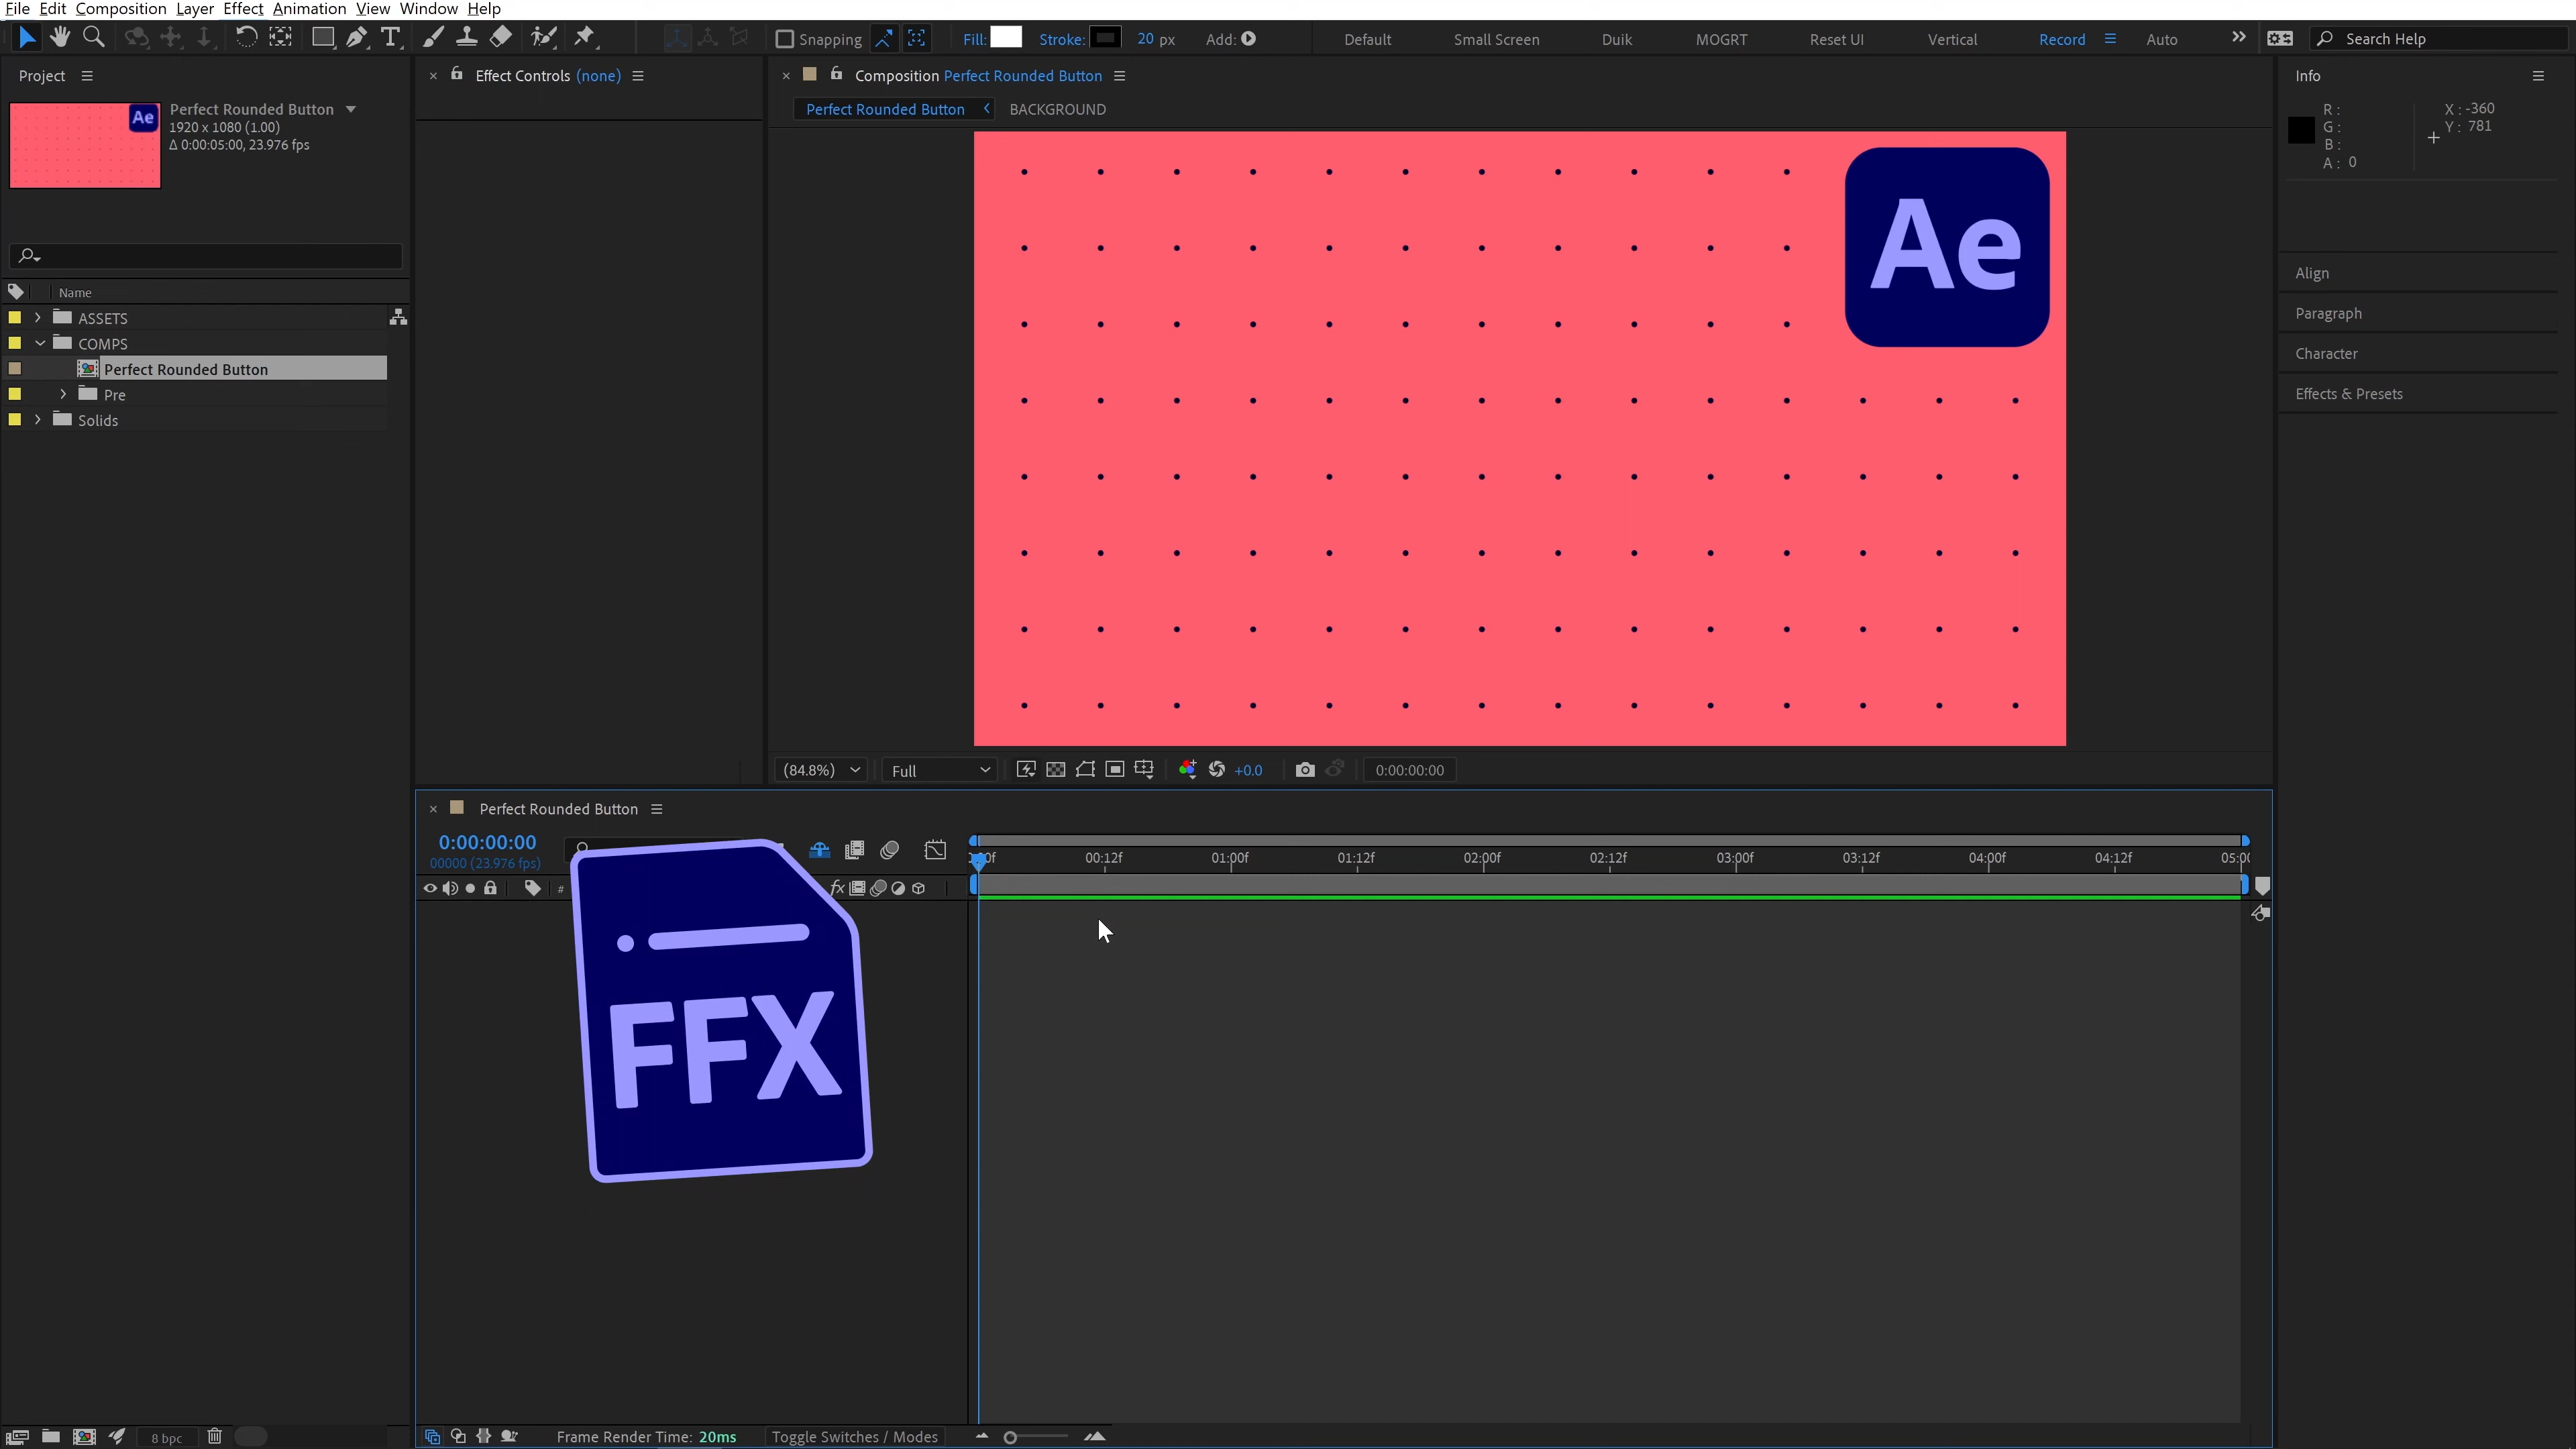 File Edit Composition Layer Effect Animation View Window Help
Snapping Fill: Stroke: 20 px Add: Default Small Screen Duik MOGRT Reset UI Vertical Record Auto Search Help
Project
Effect Controls (none)
Composition Perfect Rounded Button
Info
Perfect Rounded Button
1920 x 1080 (1.00)
Δ 0:00:05:00, 23.976 fps
Ae
Perfect Rounded Button BACKGROUND
R :
G :
B :
A : 0
X : -360
Y : 781
Ae
Align
Paragraph
Character
Effects & Presets
Name
ASSETS
COMPS
Perfect Rounded Button
Pre
Solids
(84.8%) Full +0.0 0:00:00:00
Perfect Rounded Button
0:00:00:00
00000 (23.976 fps)
00:12f 01:00f 01:12f 02:00f 02:12f 03:00f 03:12f 04:00f 04:12f
# fx
FFX
8 bpc
Frame Render Time: 20ms Toggle Switches / Modes